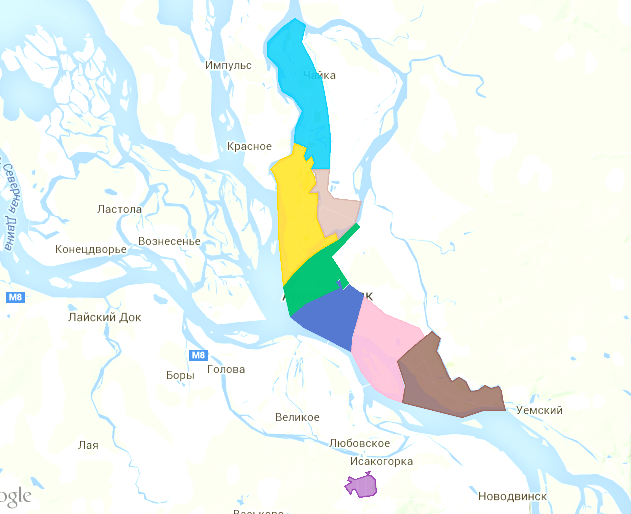 Импульс
Чайка
Красное
Северная Двина
Ластола
Вознесенье
Конецдворье
M8
К
Лайский Док
M8
Голова
Боры
Уемский
Великое
Любовское
Лая
Исакогорка
Новодвинск
ogle